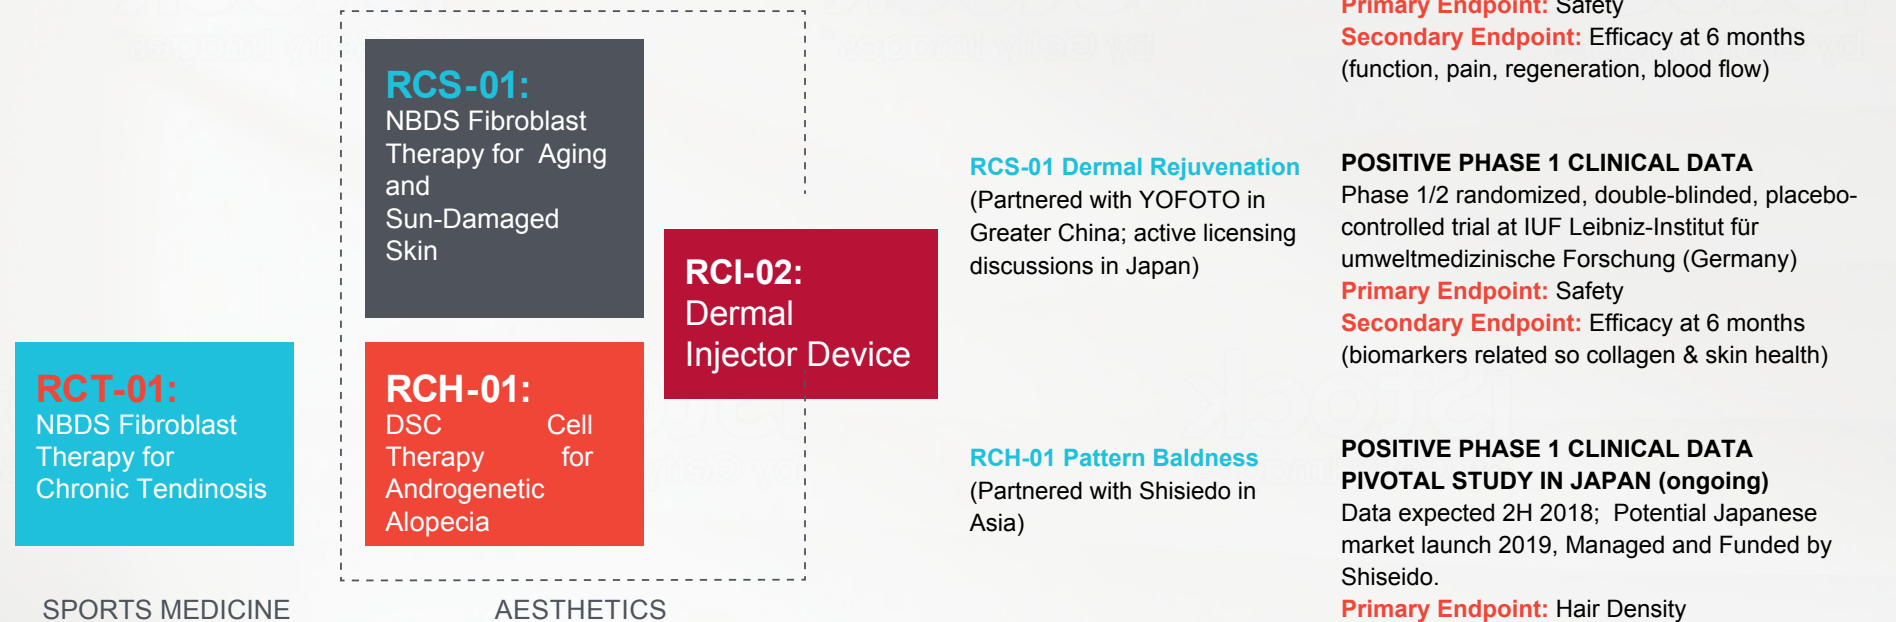 RCS-01:
NBDS Fibroblast
Therapy for Aging
and
Sun-Damaged
Skin
RCI-02:
Dermal
Injector Device
RCT-01:
NBDS Fibroblast
Therapy for
Chronic Tendinosis
RCH-01:
DSC Cell
Therapy for
Androgenetic
Alopecia
SPORTS MEDICINE
AESTHETICS
Primary Endpoint: Safety
Secondary Endpoint: Efficacy at 6 months
(function, pain, regeneration, blood flow)
RCS-01 Dermal Rejuvenation
(Partnered with YOFOTO in
Greater China; active licensing
discussions in Japan)
POSITIVE PHASE 1 CLINICAL DATA
Phase 1/2 randomized, double-blinded, placebo-
controlled trial at IUF Leibniz-Institut für
umweltmedizinische Forschung (Germany)
Primary Endpoint: Safety
Secondary Endpoint: Efficacy at 6 months
(biomarkers related so collagen & skin health)
RCH-01 Pattern Baldness
(Partnered with Shisiedo in
Asia)
POSITIVE PHASE 1 CLINICAL DATA
PIVOTAL STUDY IN JAPAN (ongoing)
Data expected 2H 2018; Potential Japanese
market launch 2019, Managed and Funded by
Shiseido.
Primary Endpoint: Hair Density